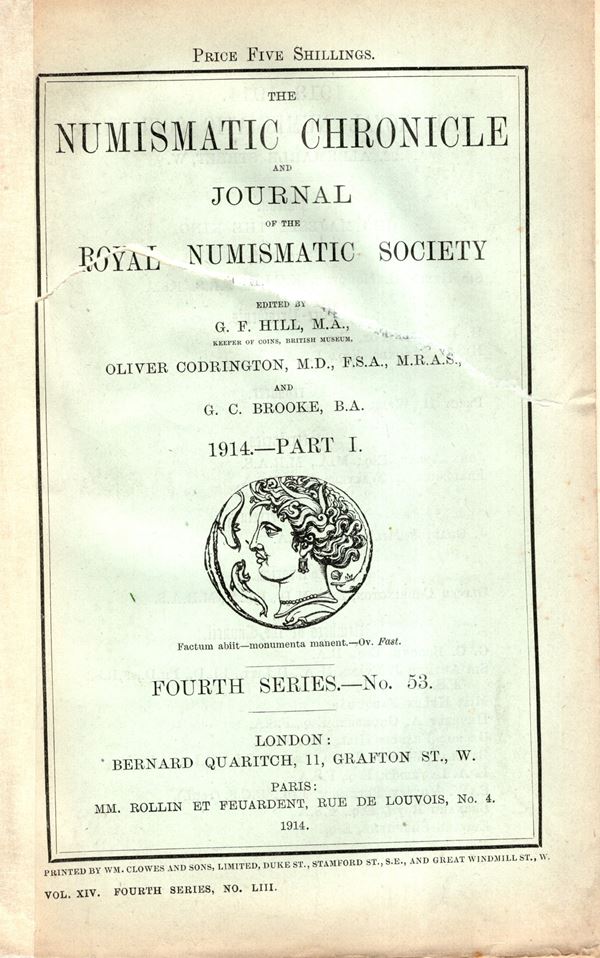 Price Five Shillings.
THE
NUMISMATIC CHRONICLE
AND
JOURNAL
OF THE
ROYAL NUMISMATIC SOCIETY
EDITED BY
G. F. HILL, M.A.,
KEEPER OF COINS, BRITISH MUSEUM,
OLIVER CODRINGTON, M.D., F.S.A., M.R.A.S.,
AND
G. C. BROOKE, B.A.
1914.—PART I.
Factum abiit—monumenta manent.—Ov. Fast.
FOURTH SERIES.—No. 53.
LONDON:
BERNARD QUARITCH, 11, GRAFTON ST., W.
PARIS:
MM. ROLLIN ET FEUARDENT, RUE DE LOUVOIS, No. 4.
1914.
PRINTED BY WM. CLOWES AND SONS, LIMITED, DUKE ST., STAMFORD ST., S.E., AND GREAT WINDMILL ST., W.
VOL. XIV. FOURTH SERIES, NO. LIII.